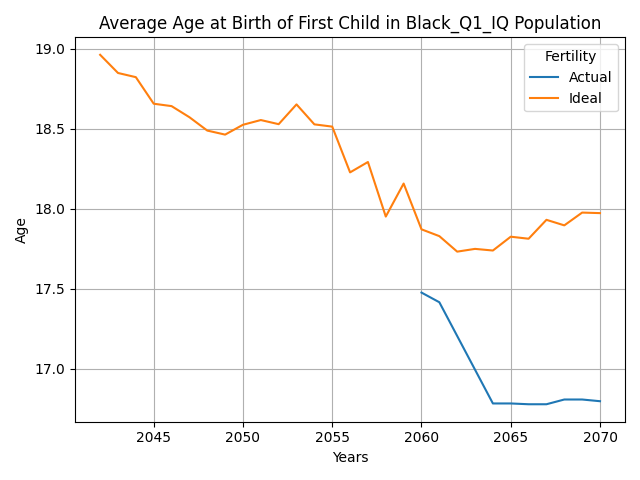 Average Age at Birth of First Child in Black_Q1_IQ Population
19.0
18.5
18.0
17.5
17.0
Age
Fertility
Actual
Ideal
2045
2050
2055
2060
2065
2070
Years